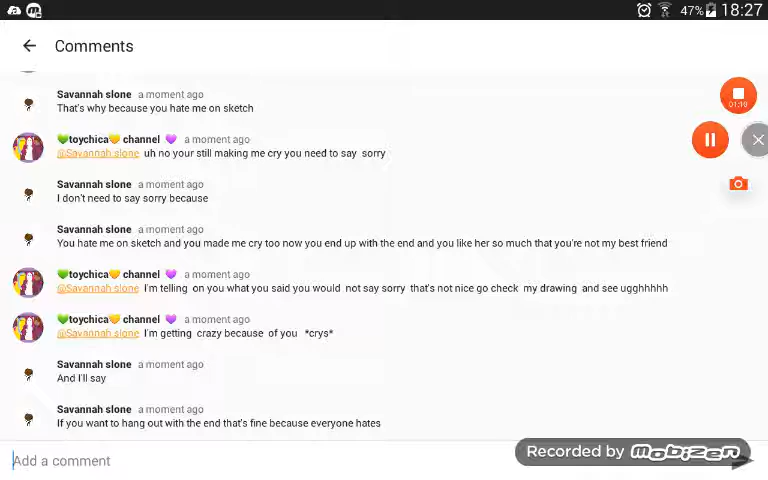 47% 18:27
Comments
Savannah slone a moment ago
That's why because you hate me on sketch
01:10
💚toychica💛 channel 💜 a moment ago
@Savannah slone uh no your still making me cry you need to say sorry
Savannah slone a moment ago
I don't need to say sorry because
Savannah slone a moment ago
You hate me on sketch and you made me cry too now you end up with the end and you like her so much that you're not my best friend
💚toychica💛 channel 💜 a moment ago
@Savannah slone I'm telling on you what you said you would not say sorry that's not nice go check my drawing and see ugghhhhh
💚toychica💛 channel 💜 a moment ago
@Savannah slone I'm getting crazy because of you *crys*
Savannah slone a moment ago
And I'll say
Savannah slone a moment ago
If you want to hang out with the end that's fine because everyone hates
Add a comment
Recorded by mobizen